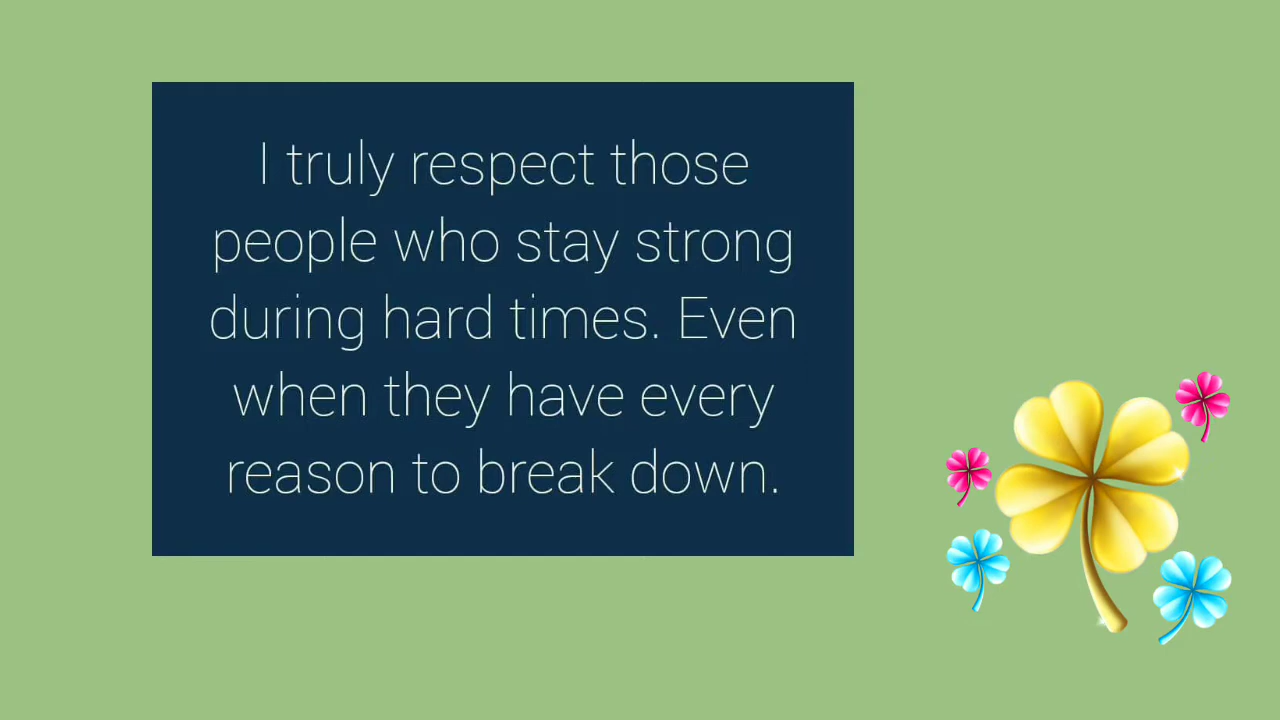 I truly respect those
people who stay strong
during hard times. Even
when they have every
reason to break down.